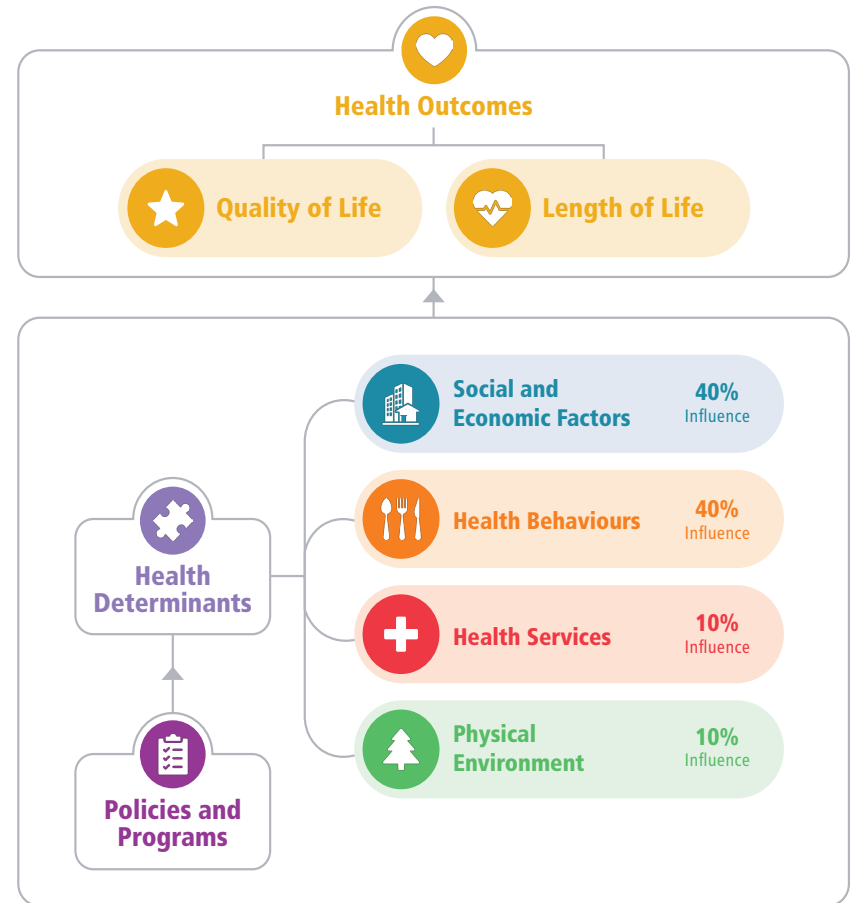 Health Outcomes
Quality of Life
Length of Life
Social and
Economic Factors
40%
Influence
Health Behaviours
40%
Influence
Health
Determinants
Health Services
10%
Influence
Physical
Environment
10%
Influence
Policies and
Programs